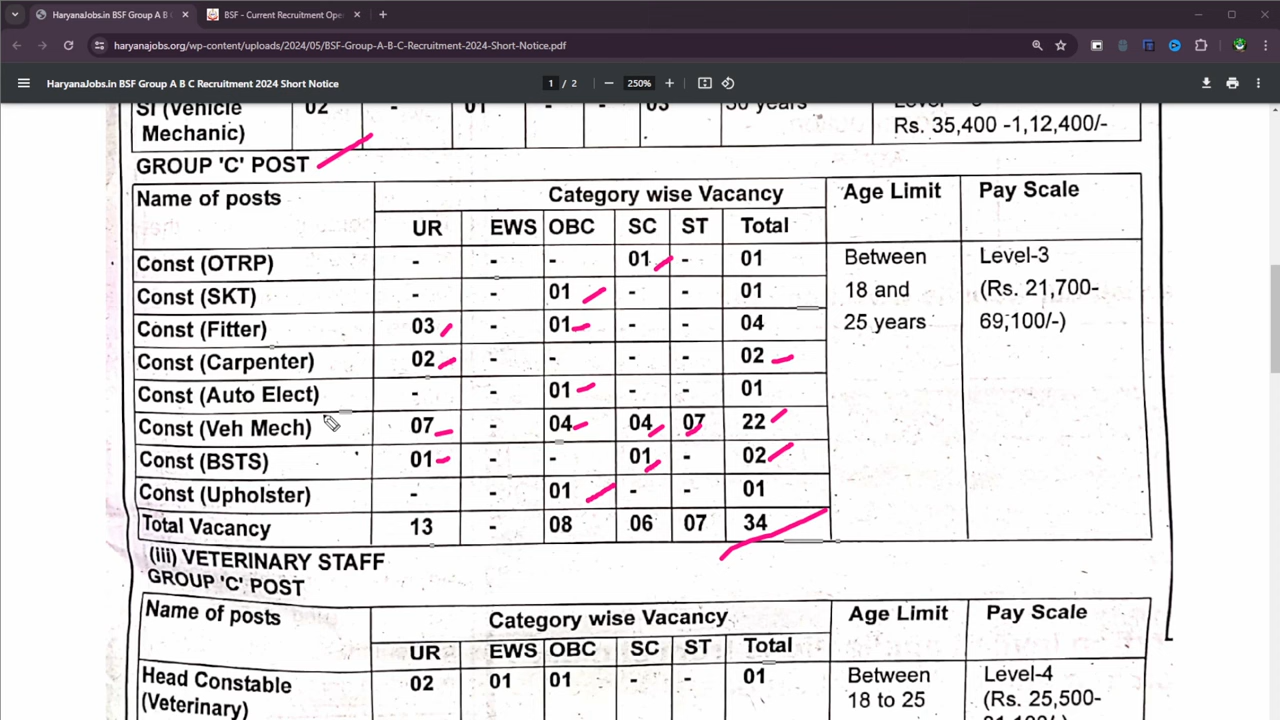 HaryanaJobs.in BSF Group A B C
BSF - Current Recruitment Ope
haryanajobs.org/wp-content/uploads/2024/05/BSF-Group-A-B-C-Recruitment-2024-Short-Notice.pdf
HaryanaJobs.in BSF Group A B C Recruitment 2024 Short Notice
1 / 2
250%
SI (Vehicle Mechanic) 02 - 01 - - 03 30 years
Rs. 35,400 -1,12,400/-
GROUP 'C' POST
Name of posts Category wise Vacancy Age Limit Pay Scale
UR EWS OBC SC ST Total
Const (OTRP) - - - 01 - 01 Between Level-3
Const (SKT) - - 01 - - 01 18 and (Rs. 21,700-
Const (Fitter) 03 - 01 - - 04 25 years 69,100/-)
Const (Carpenter) 02 - - - - 02
Const (Auto Elect) - - 01 - - 01
Const (Veh Mech) 07 - 04 04 07 22
Const (BSTS) 01 - - 01 - 02
Const (Upholster) - - 01 - - 01
Total Vacancy 13 - 08 06 07 34
(iii) VETERINARY STAFF
GROUP 'C' POST
Name of posts Category wise Vacancy Age Limit Pay Scale
UR EWS OBC SC ST Total
Head Constable 02 01 01 - - 01 Between Level-4
(Veterinary) 18 to 25 (Rs. 25,500-